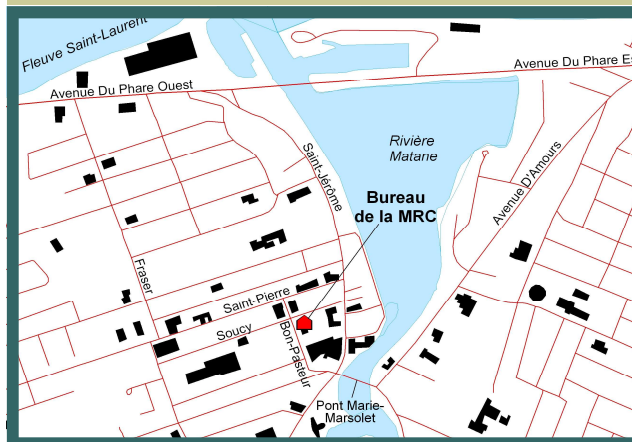 Fleuve Saint-Laurent
Avenue Du Phare Ouest
Avenue Du Phare Es
Rivière
Matane
Saint-Jérôme
Avenue D'Amours
Bureau
de la MRC
Fraser
Saint-Pierre
Soucy
Bon-Pasteur
Pont Marie-
Marsolet